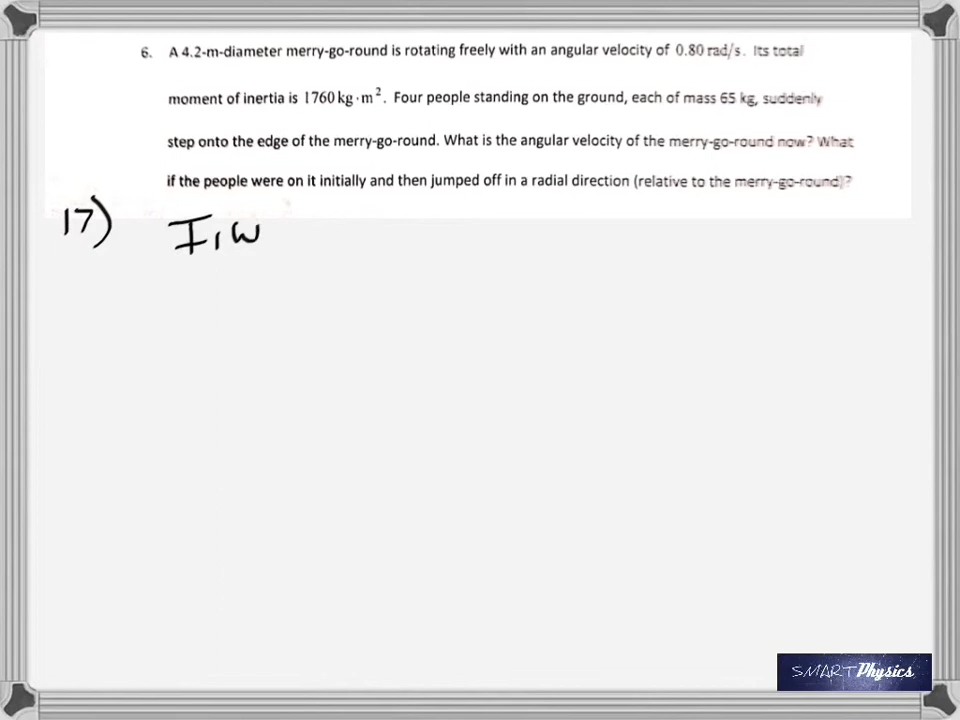 6. A 4.2-m-diameter merry-go-round is rotating freely with an angular velocity of 0.80 rad/s. Its total
moment of inertia is 1760 kg·m². Four people standing on the ground, each of mass 65 kg, suddenly
step onto the edge of the merry-go-round. What is the angular velocity of the merry-go-round now? What
if the people were on it initially and then jumped off in a radial direction (relative to the merry-go-round)?
17) I₁ω
SMART Physics